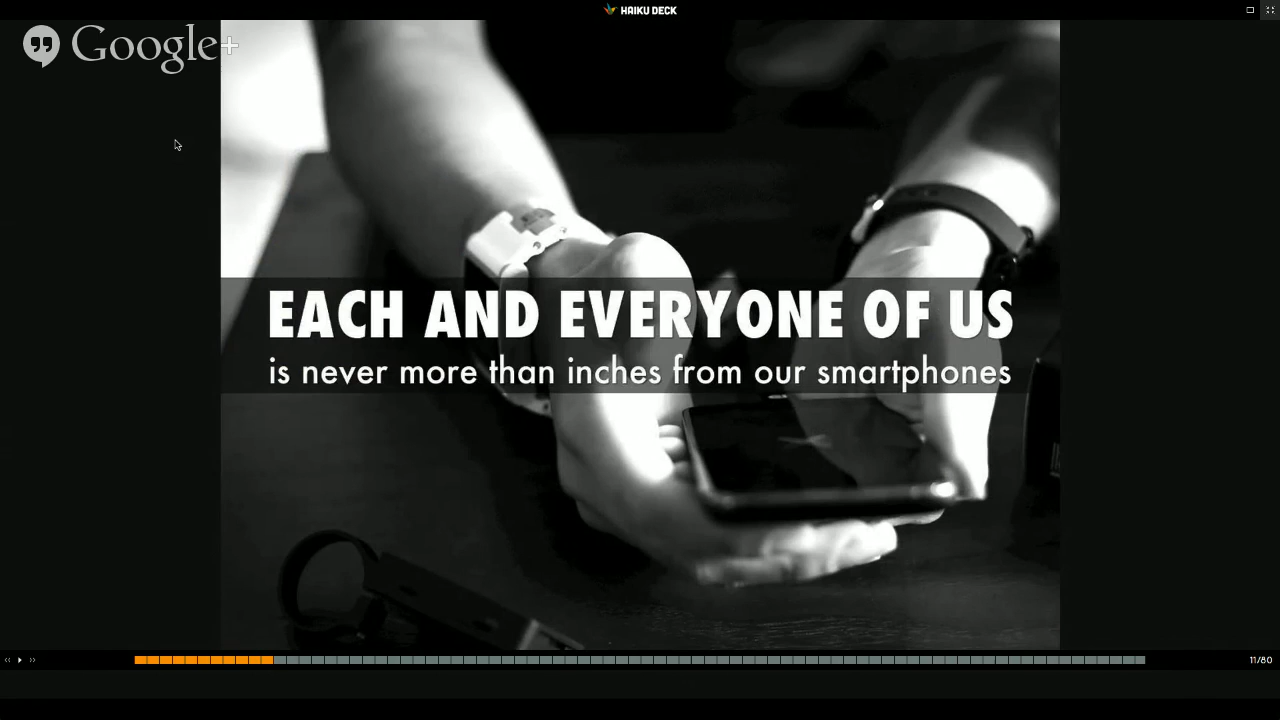 HAIKU DECK
Google+
EACH AND EVERYONE OF US
is never more than inches from our smartphones
11/80